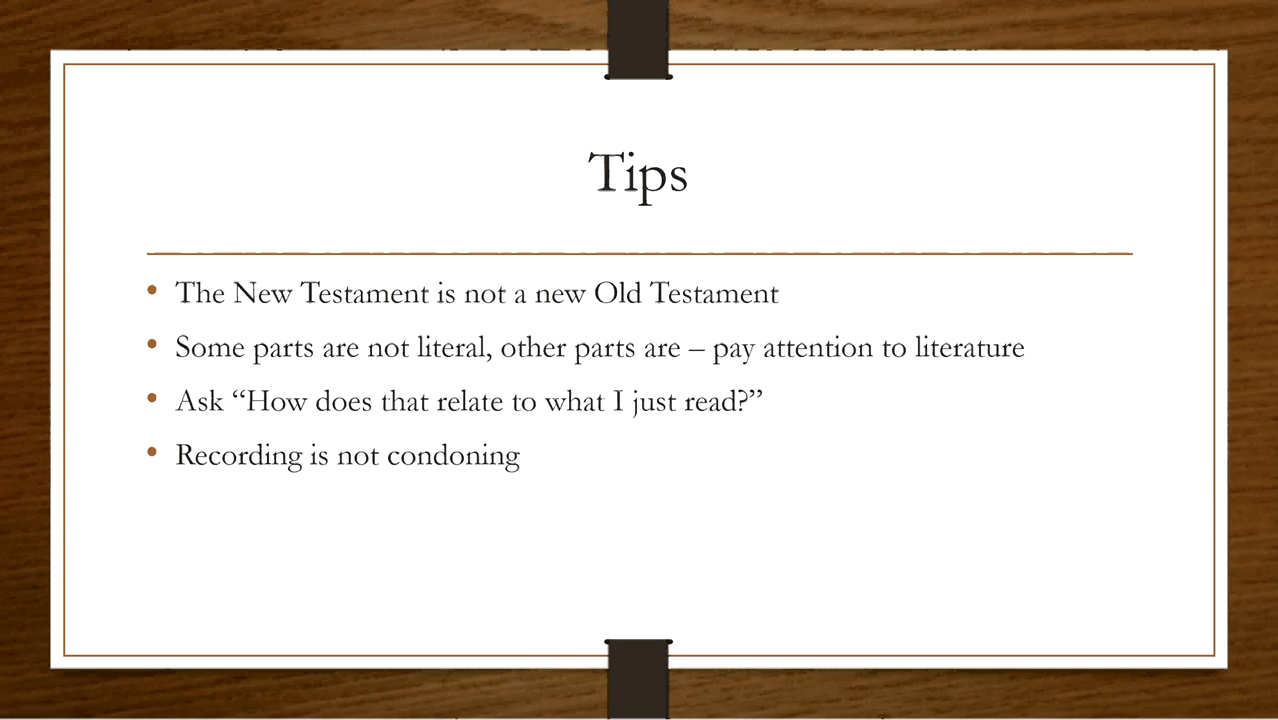 Tips
• The New Testament is not a new Old Testament
• Some parts are not literal, other parts are – pay attention to literature
• Ask “How does that relate to what I just read?”
• Recording is not condoning